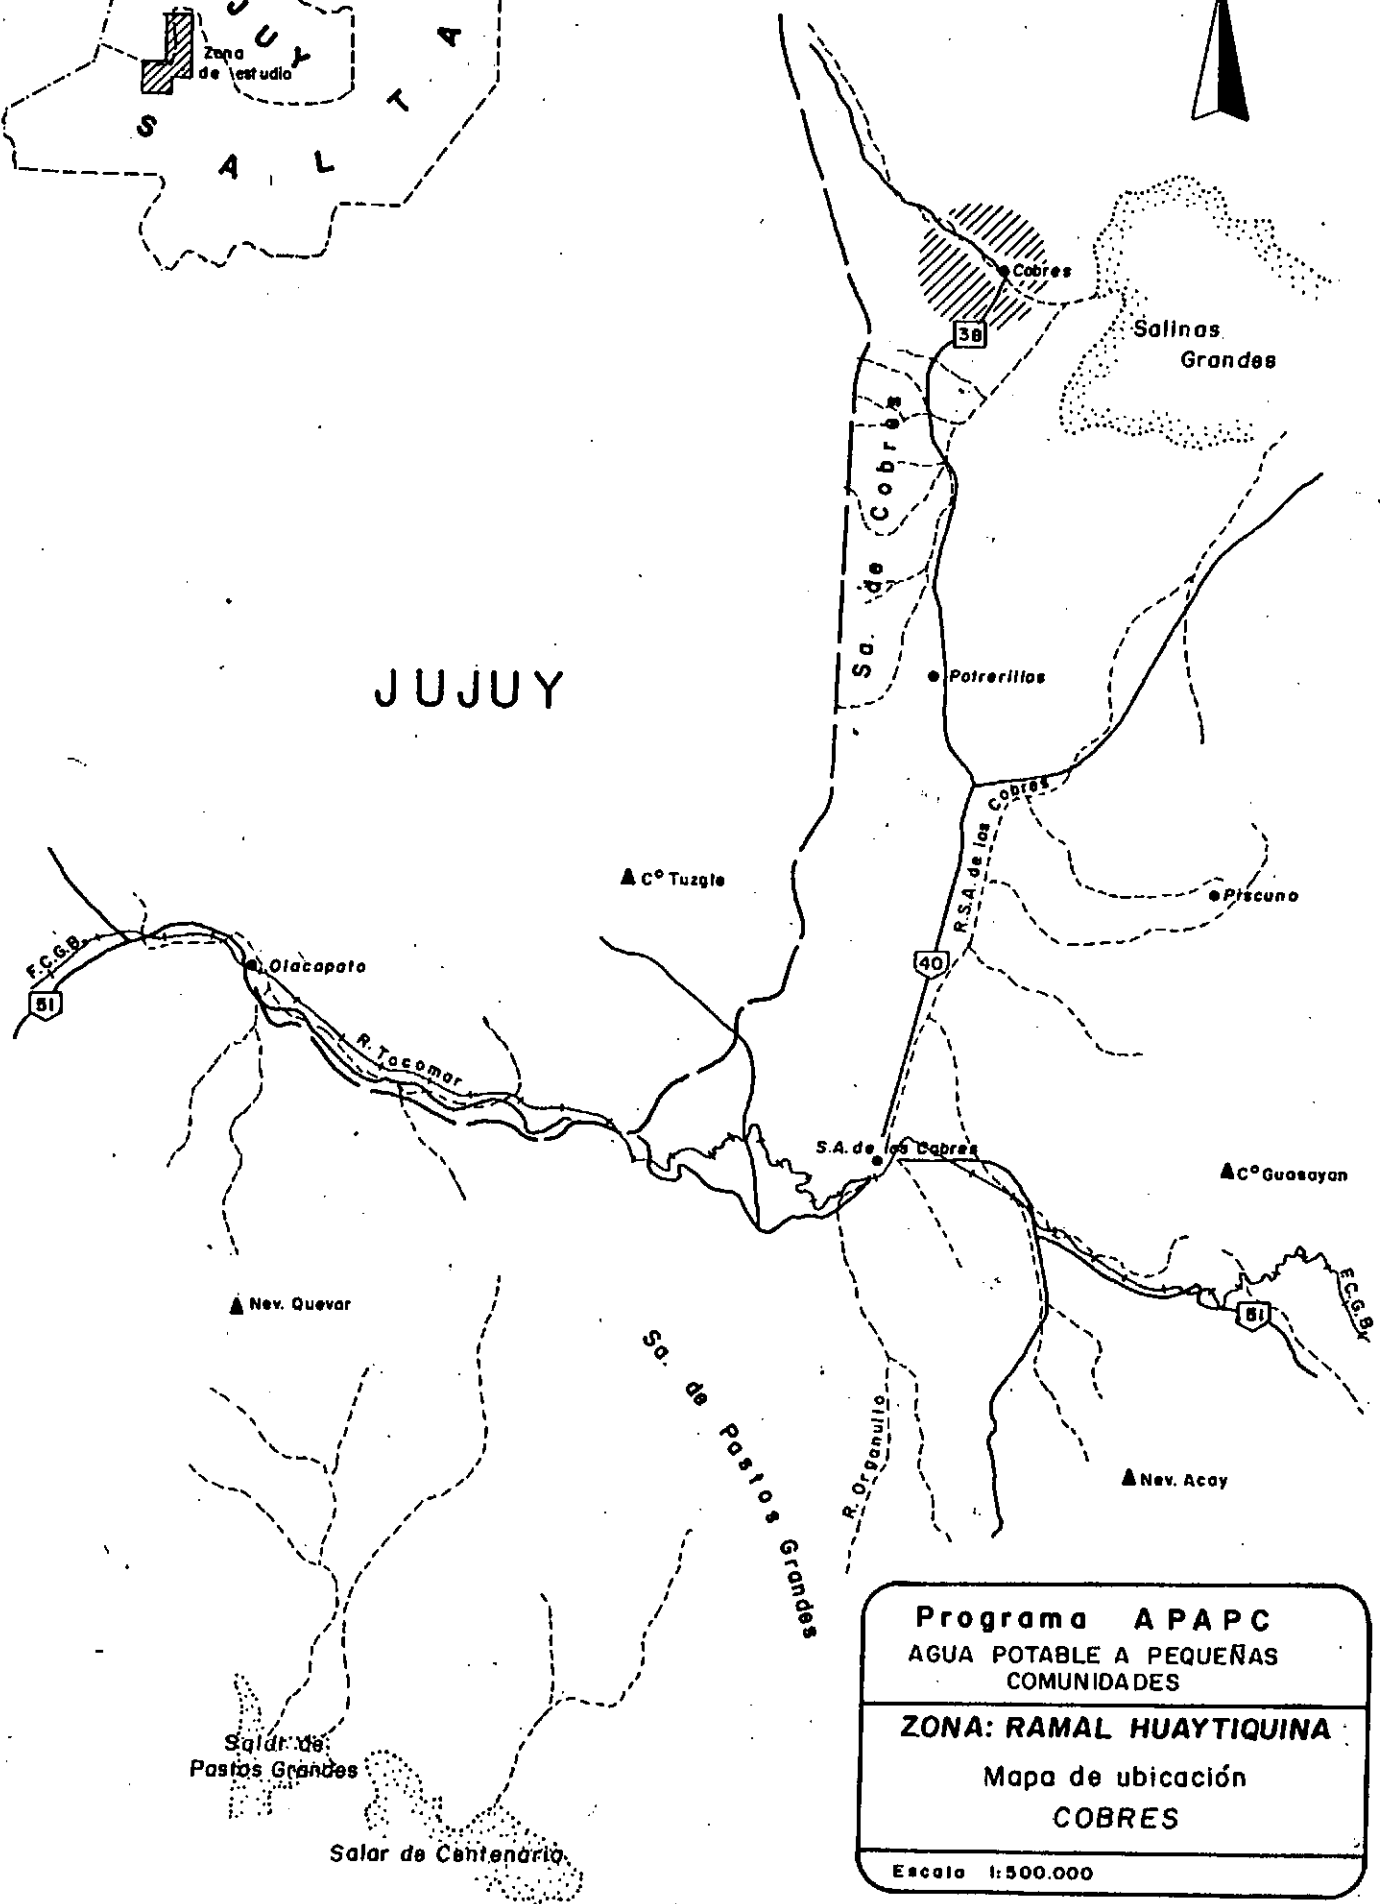 JUJUY
Zona
de estudio
SALTA
Cobres
38
Salinas
Grandes
Sa. de Cobres
JUJUY
Potrerillos
R.S.A. de los Cobres
Cº Tuzgle
Piscuno
F.C.G.B.
51
Olacapato
40
R. Tocomar
S.A. de los Cobres
Cº Guasayan
Nev. Quevar
F.C.G.B.
51
Sa. de Pastos Grandes
R. Organullo
Nev. Acay
Salar de
Pastos Grandes
Salar de Centenario
Programa APAPC
AGUA POTABLE A PEQUEÑAS
COMUNIDADES
ZONA: RAMAL HUAYTIQUINA
Mapa de ubicación
COBRES
Escala 1:500.000